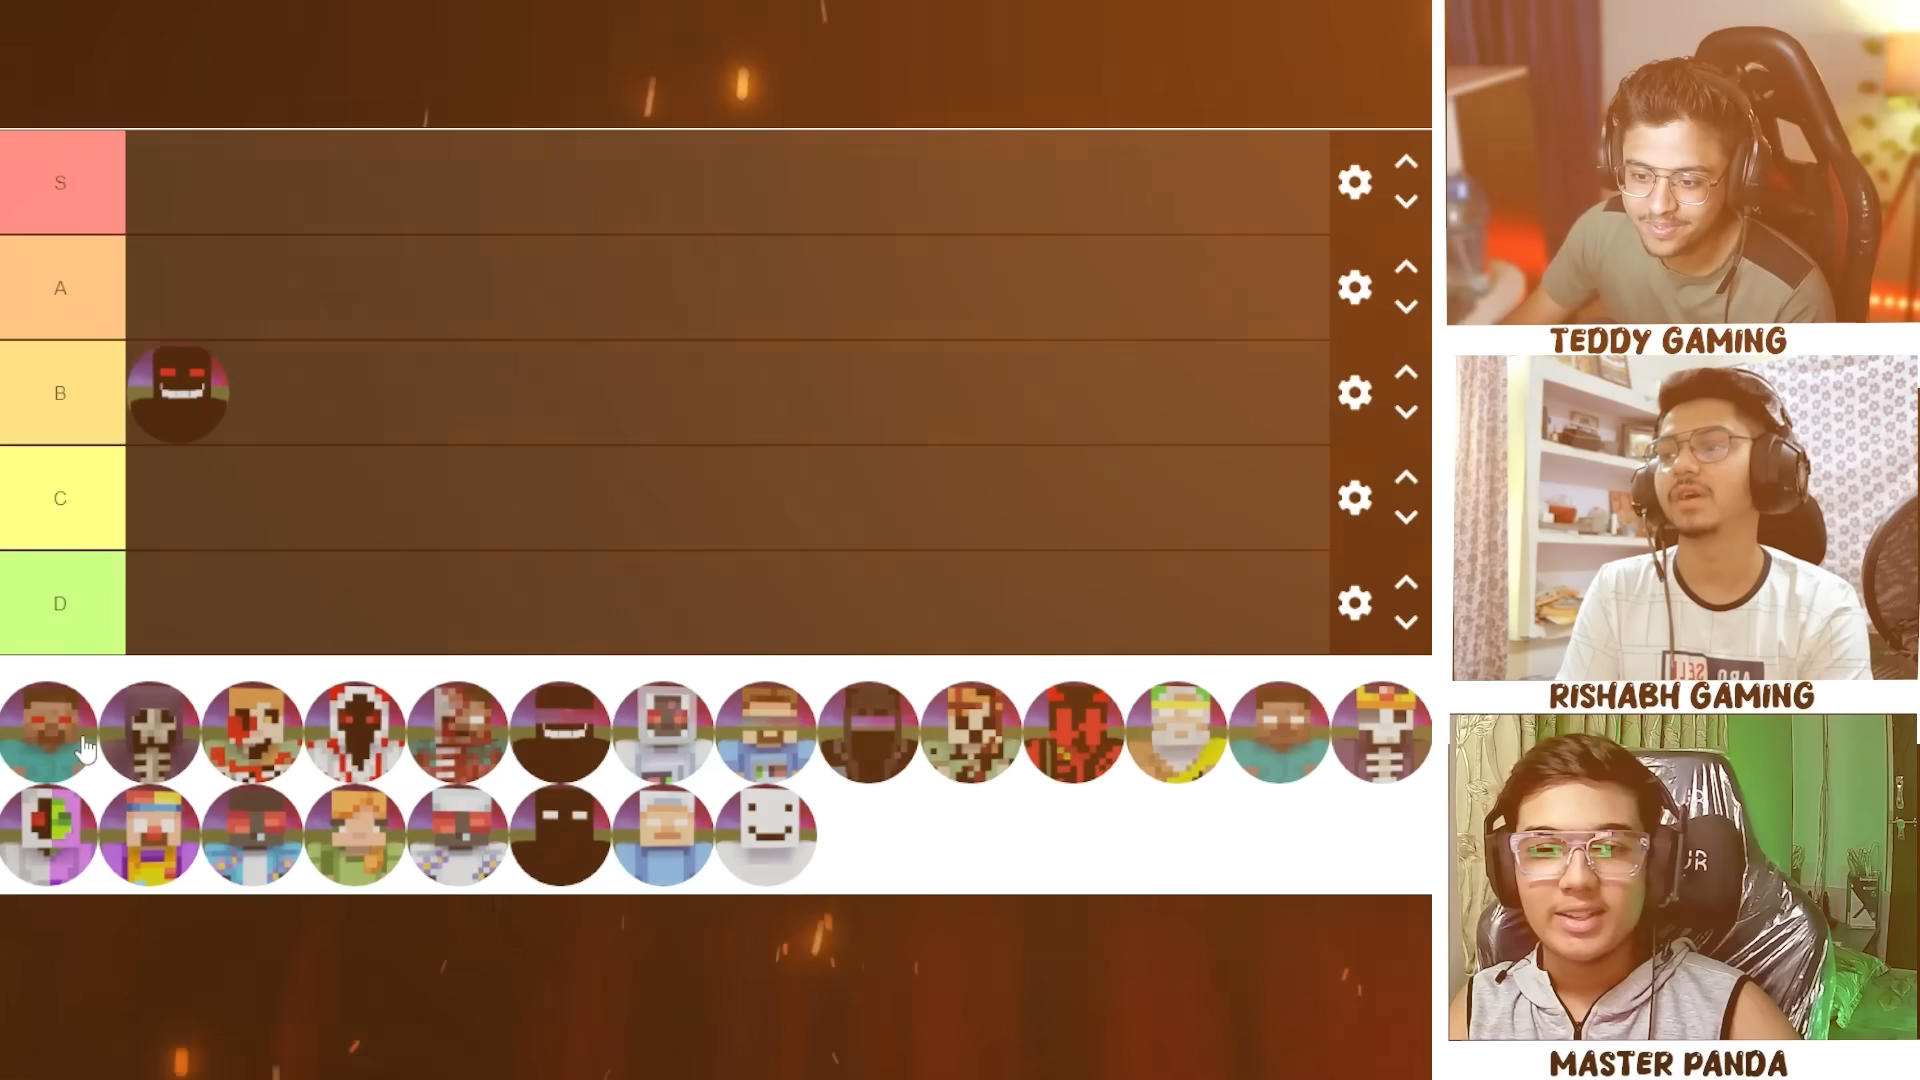 S
A
B
C
D
TEDDY GAMING
RISHABH GAMING
MASTER PANDA